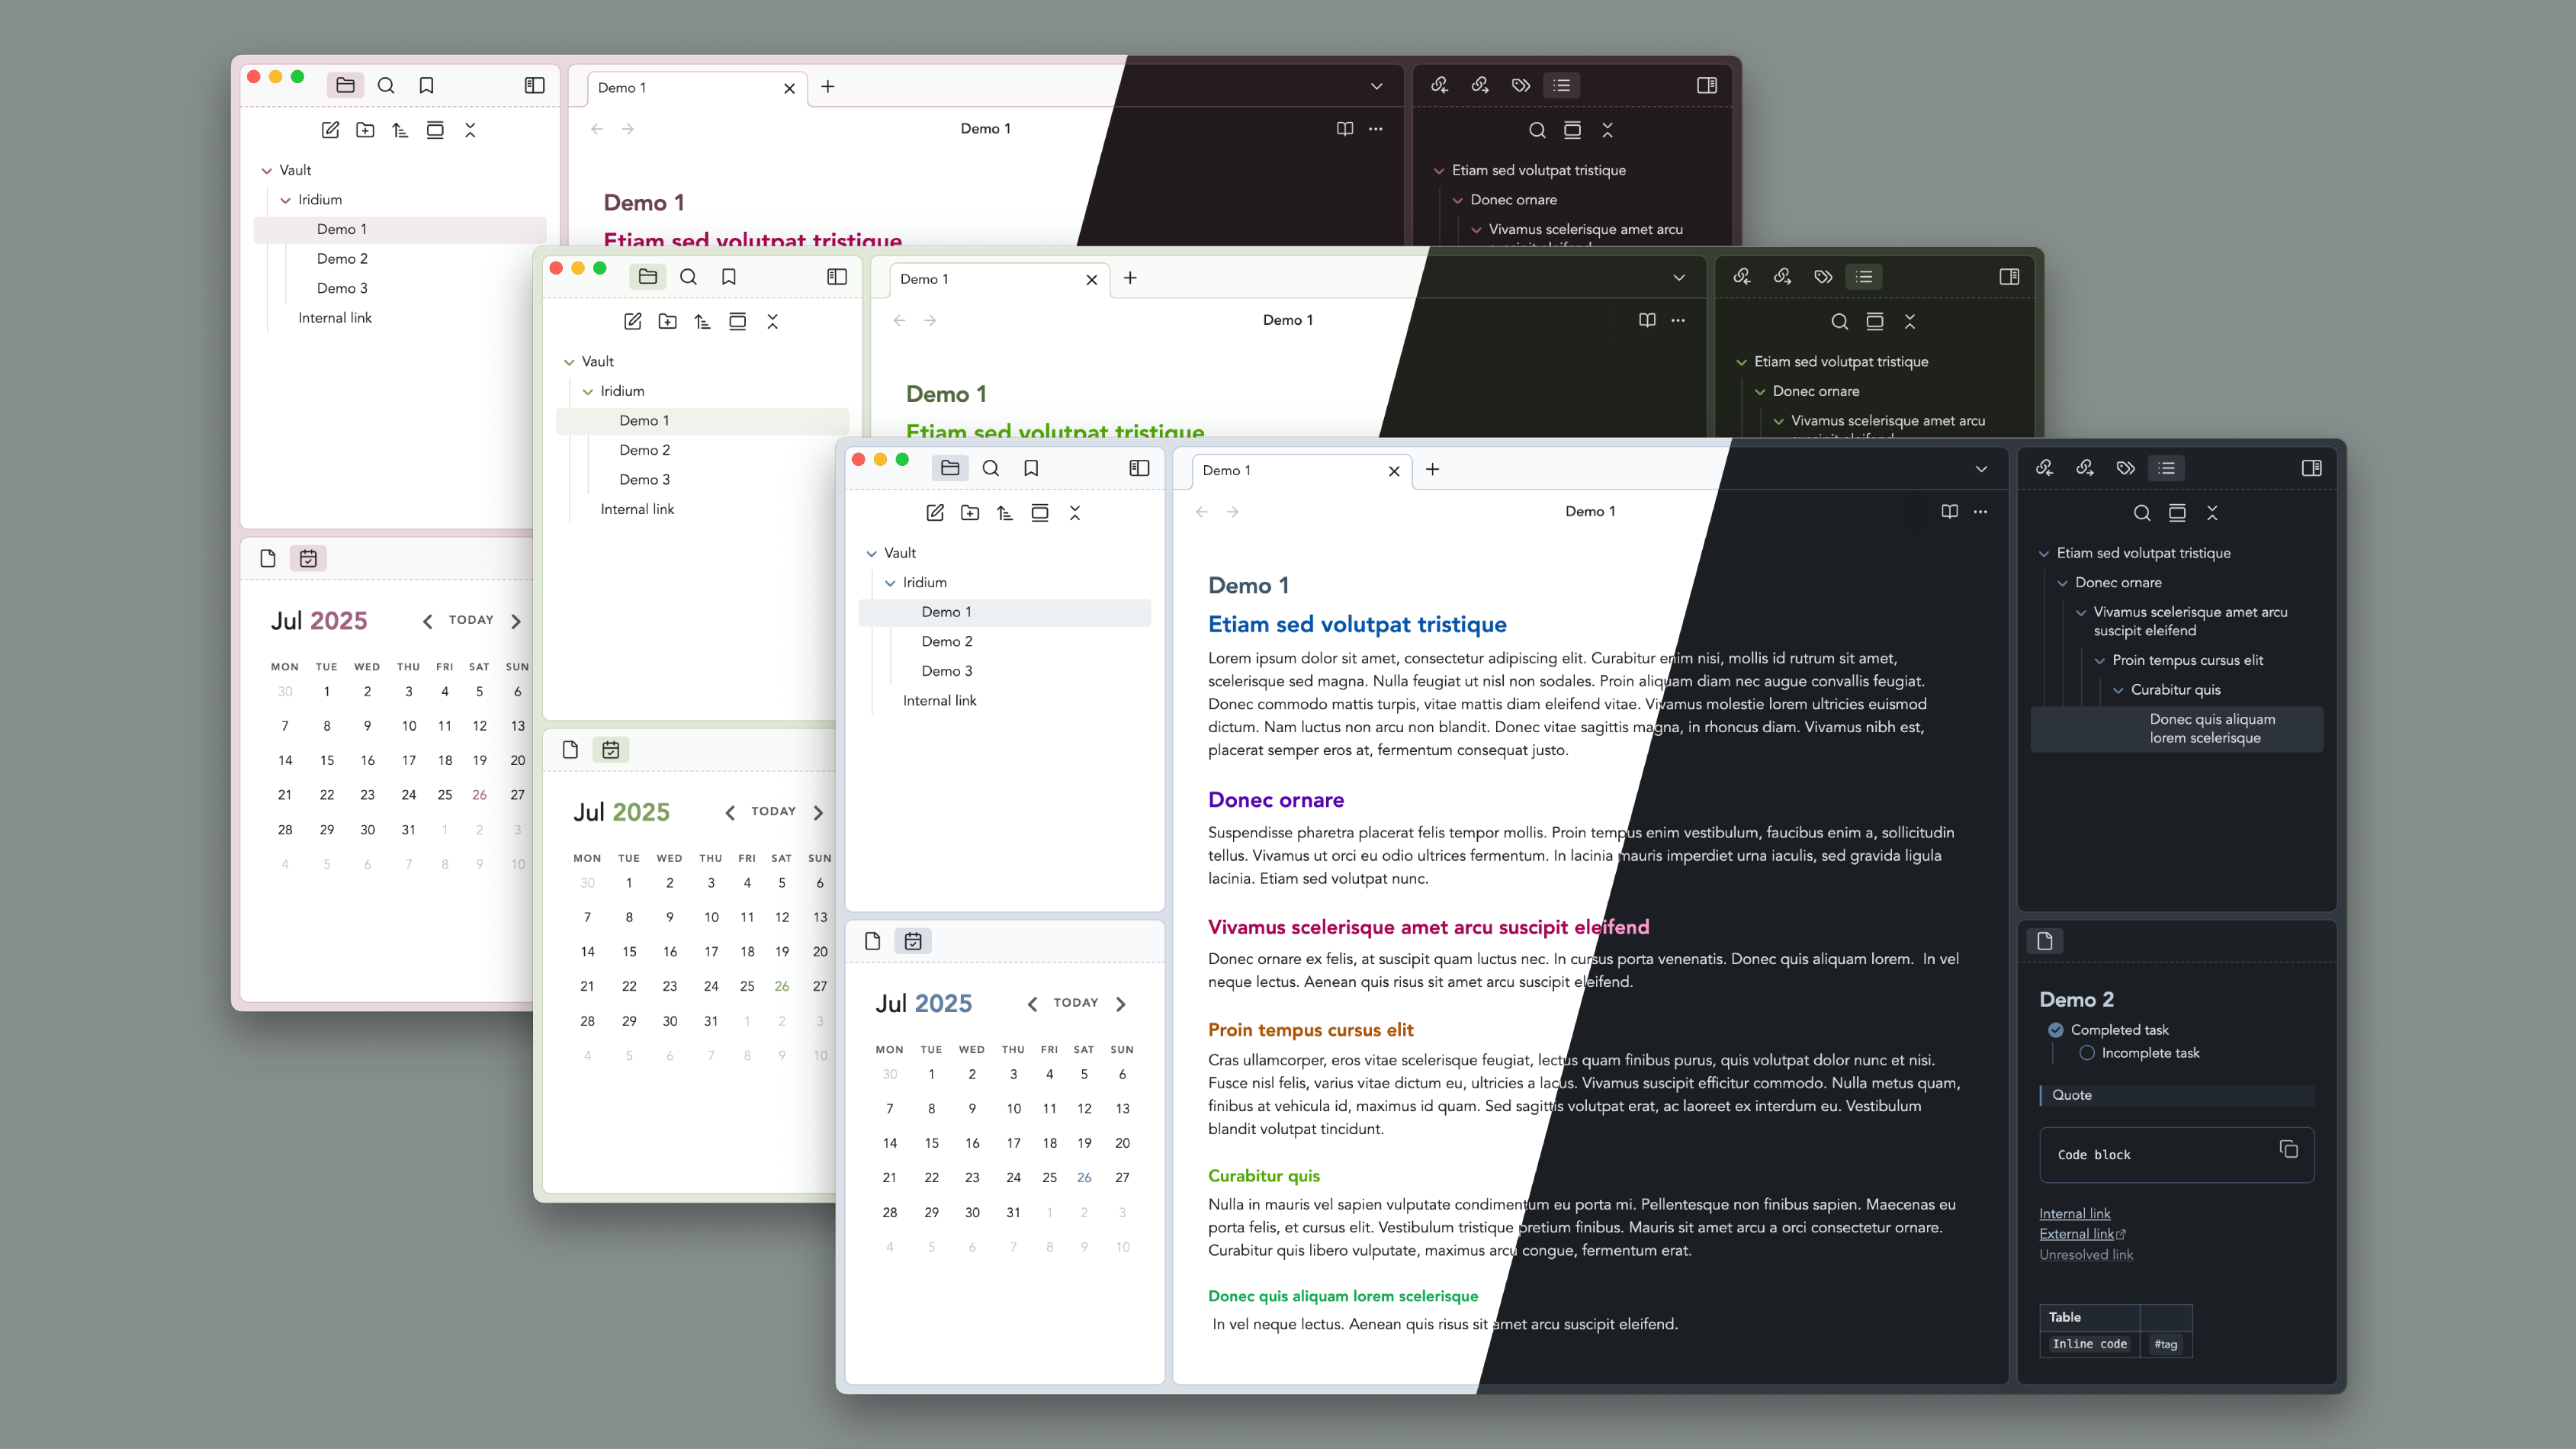 Demo 1
Demo 1
Vault
Iridium
Demo 1
Demo 2
Demo 3
Internal link
Demo 1
Etiam sed volutpat tristique
Etiam sed volutpat tristique
Donec ornare
Vivamus scelerisque amet arcu
suscipit eleifend
Jul 2025
TODAY
MON TUE WED THU FRI SAT SUN
30 1 2 3 4 5 6
7 8 9 10 11 12 13
14 15 16 17 18 19 20
21 22 23 24 25 26 27
28 29 30 31 1 2 3
4 5 6 7 8 9 10
Demo 1
Demo 1
Vault
Iridium
Demo 1
Demo 2
Demo 3
Internal link
Demo 1
Etiam sed volutpat tristique
Etiam sed volutpat tristique
Donec ornare
Vivamus scelerisque amet arcu
suscipit eleifend
Jul 2025
TODAY
MON TUE WED THU FRI SAT SUN
30 1 2 3 4 5 6
7 8 9 10 11 12 13
14 15 16 17 18 19 20
21 22 23 24 25 26 27
28 29 30 31 1 2 3
4 5 6 7 8 9 10
Demo 1
Demo 1
Vault
Iridium
Demo 1
Demo 2
Demo 3
Internal link
Jul 2025
TODAY
MON TUE WED THU FRI SAT SUN
30 1 2 3 4 5 6
7 8 9 10 11 12 13
14 15 16 17 18 19 20
21 22 23 24 25 26 27
28 29 30 31 1 2 3
4 5 6 7 8 9 10
Demo 1
Etiam sed volutpat tristique
Lorem ipsum dolor sit amet, consectetur adipiscing elit. Curabitur enim nisi, mollis id rutrum sit amet,
scelerisque sed magna. Nulla feugiat ut nisl non sodales. Proin aliquam diam nec augue convallis feugiat.
Donec commodo mattis turpis, vitae mattis diam eleifend vitae. Vivamus molestie lorem ultricies euismod
dictum. Nam luctus non arcu non blandit. Donec vitae sagittis magna, in rhoncus diam. Vivamus nibh est,
placerat semper eros at, fermentum consequat justo.
Donec ornare
Suspendisse pharetra placerat felis tempor mollis. Proin tempus enim vestibulum, faucibus enim a, sollicitudin
tellus. Vivamus ut orci eu odio ultrices fermentum. In lacinia mauris imperdiet urna iaculis, sed gravida ligula
lacinia. Etiam sed volutpat nunc.
Vivamus scelerisque amet arcu suscipit eleifend
Donec ornare ex felis, at suscipit quam luctus nec. In cursus porta venenatis. Donec quis aliquam lorem.  In vel
neque lectus. Aenean quis risus sit amet arcu suscipit eleifend.
Proin tempus cursus elit
Cras ullamcorper, eros vitae scelerisque feugiat, lectus quam finibus purus, quis volutpat dolor nunc et nisi.
Fusce nisl felis, varius vitae dictum eu, ultricies a lacus. Vivamus suscipit efficitur commodo. Nulla metus quam,
finibus at vehicula id, maximus id quam. Sed sagittis volutpat erat, ac laoreet ex interdum eu. Vestibulum
blandit volutpat tincidunt.
Curabitur quis
Nulla in mauris vel sapien vulputate condimentum eu porta mi. Pellentesque non finibus sapien. Maecenas eu
porta felis, et cursus elit. Vestibulum tristique pretium finibus. Mauris sit amet arcu a orci consectetur ornare.
Curabitur quis libero vulputate, maximus arcu congue, fermentum erat.
Donec quis aliquam lorem scelerisque
In vel neque lectus. Aenean quis risus sit amet arcu suscipit eleifend.
Etiam sed volutpat tristique
Donec ornare
Vivamus scelerisque amet arcu
suscipit eleifend
Proin tempus cursus elit
Curabitur quis
Donec quis aliquam
lorem scelerisque
Demo 2
Completed task
Incomplete task
Quote
Code block
Internal link
External link
Unresolved link
Table
Inline code #tag